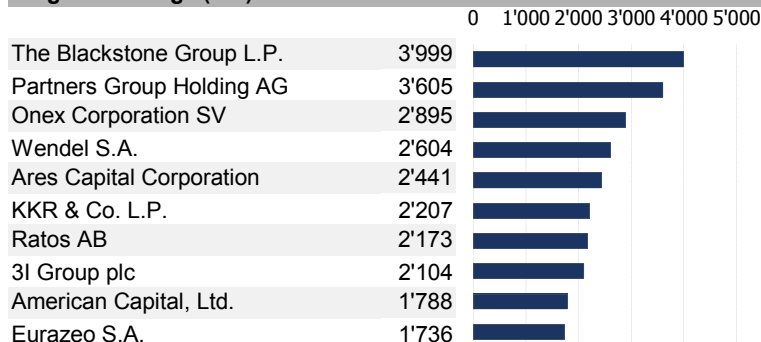 0 1'000 2'000 3'000 4'000 5'000
The Blackstone Group L.P. 3'999
Partners Group Holding AG 3'605
Onex Corporation SV 2'895
Wendel S.A. 2'604
Ares Capital Corporation 2'441
KKR & Co. L.P. 2'207
Ratos AB 2'173
3I Group plc 2'104
American Capital, Ltd. 1'788
Eurazeo S.A. 1'736